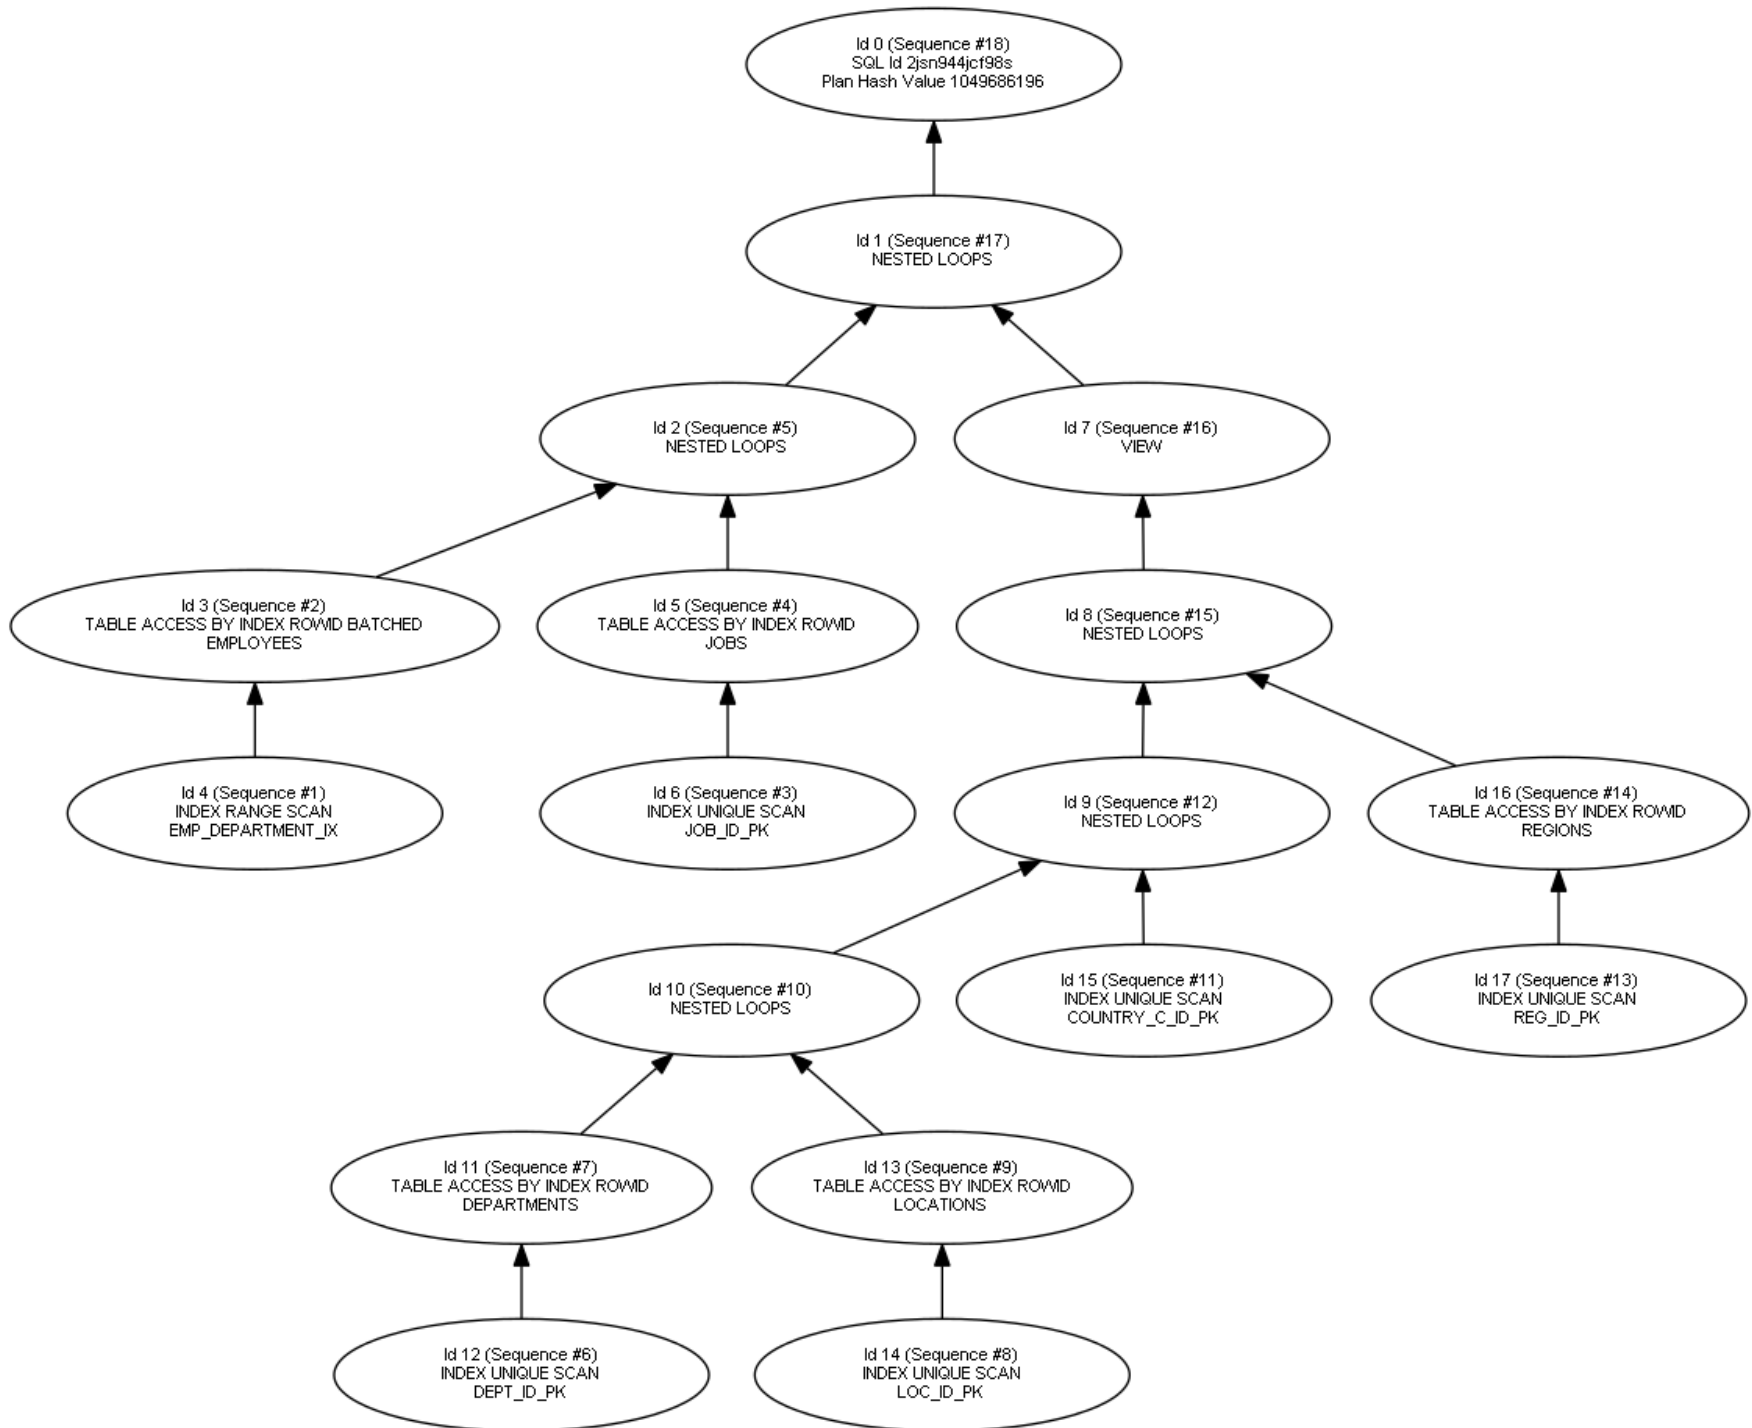 Id 0 (Sequence #18)
SQL Id 2jsn944jcf98s
Plan Hash Value 1049686196
Id 1 (Sequence #17)
NESTED LOOPS
Id 2 (Sequence #5)
NESTED LOOPS
Id 7 (Sequence #16)
VIEW
Id 3 (Sequence #2)
TABLE ACCESS BY INDEX ROWID BATCHED
EMPLOYEES
Id 5 (Sequence #4)
TABLE ACCESS BY INDEX ROWID
JOBS
Id 8 (Sequence #15)
NESTED LOOPS
Id 4 (Sequence #1)
INDEX RANGE SCAN
EMP_DEPARTMENT_IX
Id 6 (Sequence #3)
INDEX UNIQUE SCAN
JOB_ID_PK
Id 9 (Sequence #12)
NESTED LOOPS
Id 16 (Sequence #14)
TABLE ACCESS BY INDEX ROWID
REGIONS
Id 10 (Sequence #10)
NESTED LOOPS
Id 15 (Sequence #11)
INDEX UNIQUE SCAN
COUNTRY_C_ID_PK
Id 17 (Sequence #13)
INDEX UNIQUE SCAN
REG_ID_PK
Id 11 (Sequence #7)
TABLE ACCESS BY INDEX ROWID
DEPARTMENTS
Id 13 (Sequence #9)
TABLE ACCESS BY INDEX ROWID
LOCATIONS
Id 12 (Sequence #6)
INDEX UNIQUE SCAN
DEPT_ID_PK
Id 14 (Sequence #8)
INDEX UNIQUE SCAN
LOC_ID_PK